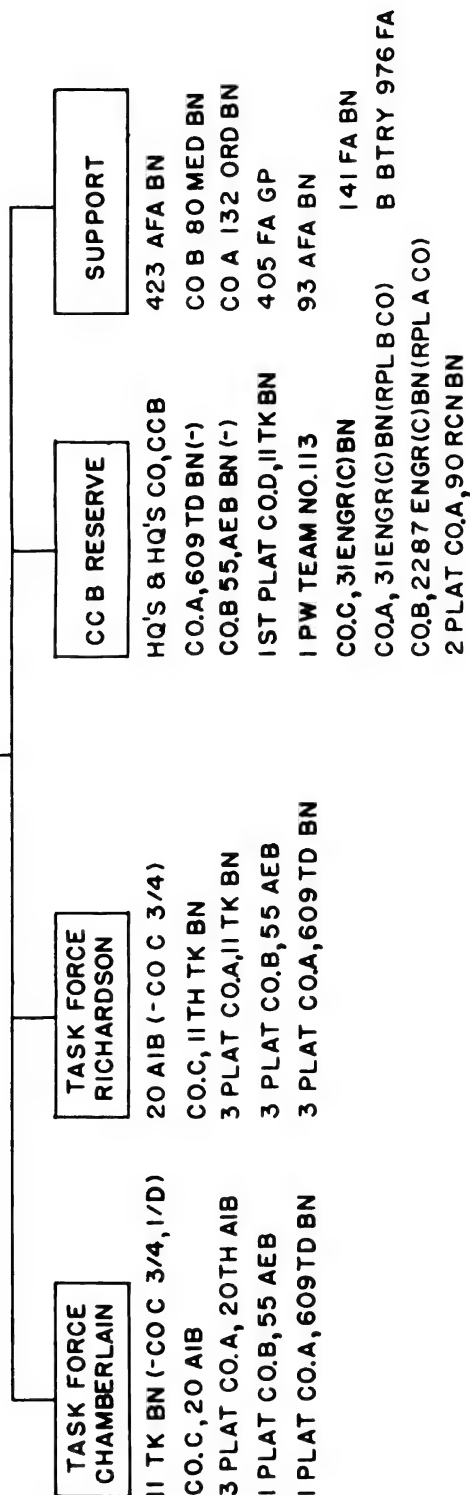 TASK FORCE
CHAMBERLAIN
11 TK BN (-CO C 3/4, 1/D)
CO.C, 20 AIB
3 PLAT CO.A, 20TH AIB
1 PLAT CO.B, 55 AEB
1 PLAT CO.A, 609TD BN
TASK FORCE
RICHARDSON
20 AIB (-CO C 3/4)
CO.C, 11TH TK BN
3 PLAT CO.A, 11 TK BN
3 PLAT CO.B, 55 AEB
3 PLAT CO.A, 609 TD BN
CC B RESERVE
HQ'S & HQ'S CO, CCB
CO.A, 609 TD BN (-)
CO.B 55, AEB BN (-)
1 ST PLAT CO.D, 11 TK BN
1 PW TEAM NO. 113
CO.C, 31 ENGR(C) BN
CO.A, 31 ENGR(C) BN (RPL B CO)
CO.B, 2287 ENGR(C) BN (RPL A CO)
2 PLAT CO.A, 90 RCN BN
SUPPORT
423 AFA BN
CO B 80 MED BN
CO A 132 ORD BN
405 FA GP
93 AFA BN
141 FA BN
B BTRY 976 FA